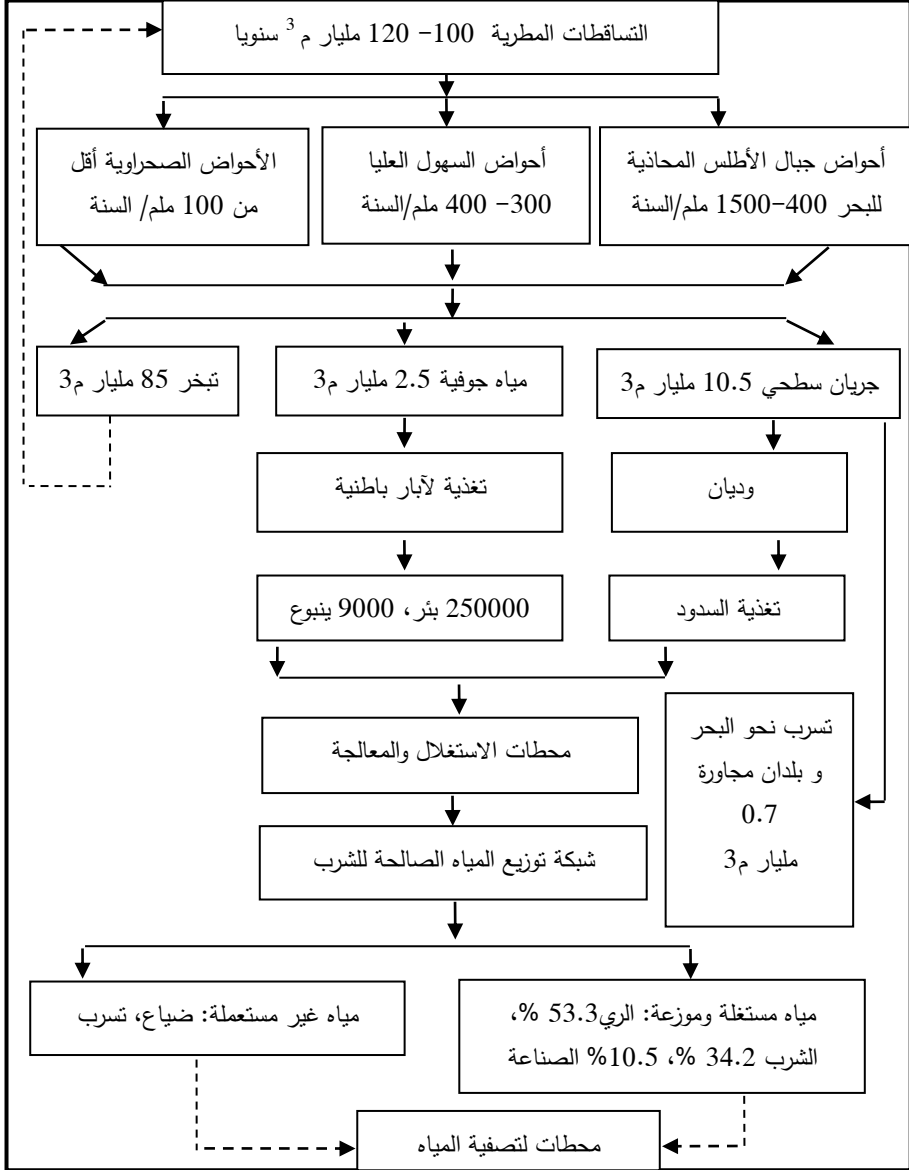 التساقطات المطرية 100- 120 مليار م3 سنويا
أحواض جبال الأطلس المحاذية
للبحر 400-1500 ملم/السنة
أحواض السهول العليا
300- 400 ملم/السنة
الأحواض الصحراوية أقل
من 100 ملم/ السنة
جريان سطحي 10.5 مليار م3
مياه جوفية 2.5 مليار م3
تبخر 85 مليار م3
وديان
تغذية لآبار باطنية
تغذية السدود
250000 بئر، 9000 ينبوع
تسرب نحو البحر
و بلدان مجاورة
0.7
مليار م3
محطات الاستغلال والمعالجة
شبكة توزيع المياه الصالحة للشرب
مياه مستغلة وموزعة: الري53.3 %،
الشرب 34.2 %، 10.5% الصناعة
مياه غير مستعملة: ضياع، تسرب
محطات لتصفية المياه